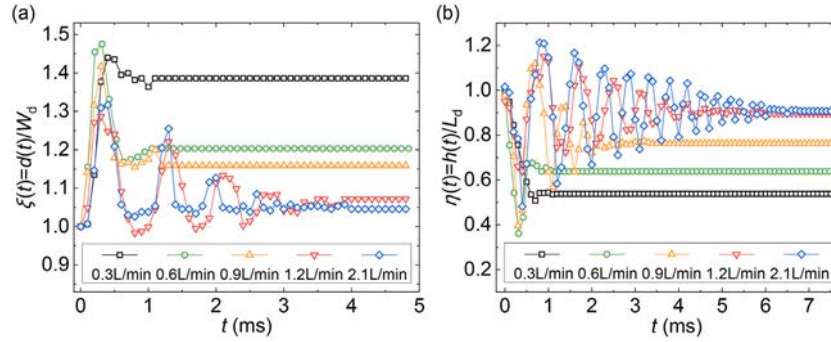 (a)
1.5
1.4
1.3
1.2
1.1
1.0
0.9
ξ(t)=d(t)/Wd
0.3L/min 0.6L/min 0.9L/min 1.2L/min 2.1L/min
0 1 2 3 4 5
t (ms)
(b)
1.2
1.0
0.8
0.6
0.4
0.2
η(t)=h(t)/Ld
0.3L/min 0.6L/min 0.9L/min 1.2L/min 2.1L/min
0 1 2 3 4 5 6 7
t (ms)